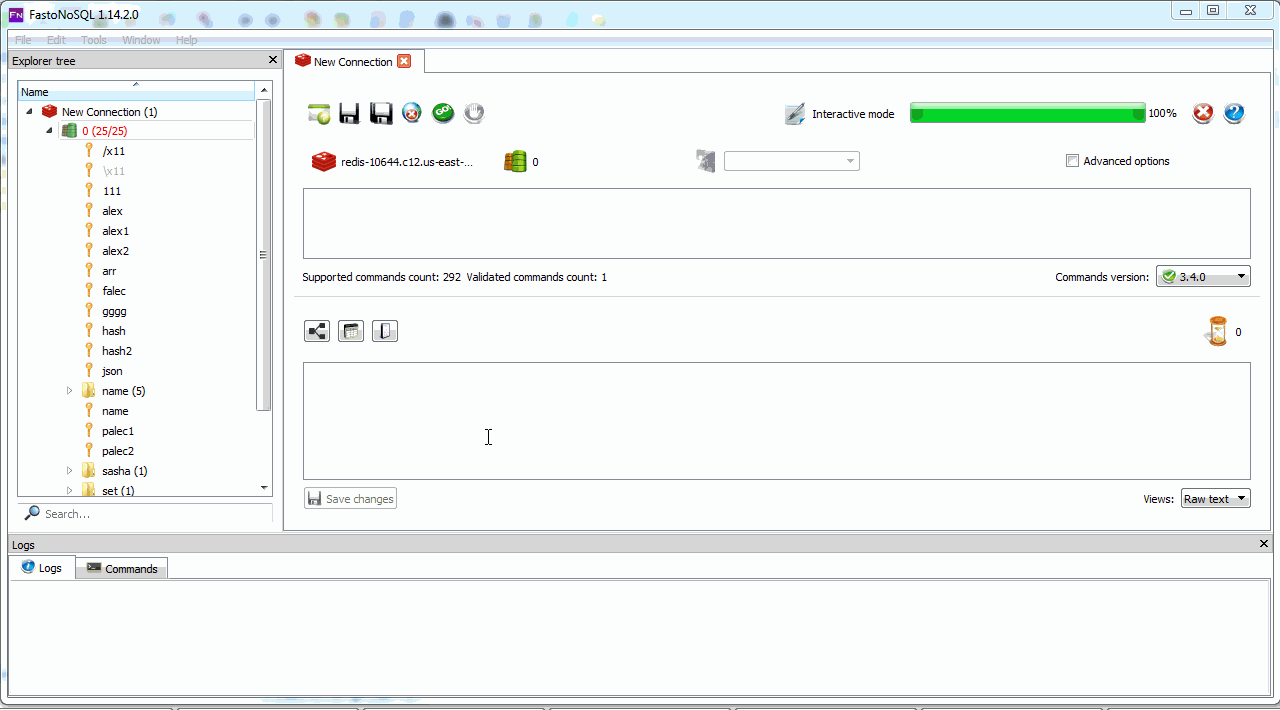 FN FastoNoSQL 1.14.2.0
File Edit Tools Window Help
Explorer tree
Name
New Connection (1)
0 (25/25)
/x11
\x11
111
alex
alex1
alex2
arr
falec
gggg
hash
hash2
json
name (5)
name
palec1
palec2
sasha (1)
set (1)
Search...
New Connection
GO
Interactive mode
100%
redis-10644.c12.us-east-...
0
Advanced options
Supported commands count: 292 Validated commands count: 1
Commands version: 3.4.0
0
Save changes
Views: Raw text
Logs
Logs Commands